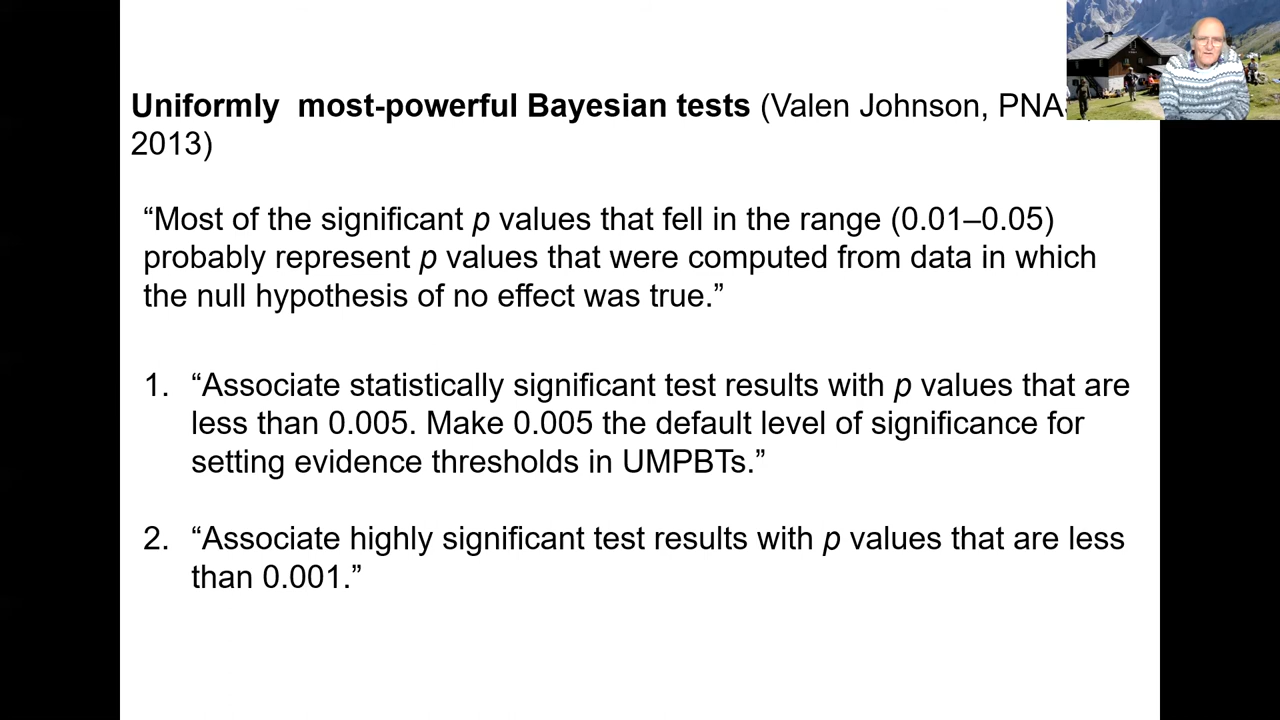 Uniformly most-powerful Bayesian tests (Valen Johnson, PNA
2013)
“Most of the significant p values that fell in the range (0.01–0.05)
probably represent p values that were computed from data in which
the null hypothesis of no effect was true.”
1. “Associate statistically significant test results with p values that are
less than 0.005. Make 0.005 the default level of significance for
setting evidence thresholds in UMPBTs.”
2. “Associate highly significant test results with p values that are less
than 0.001.”